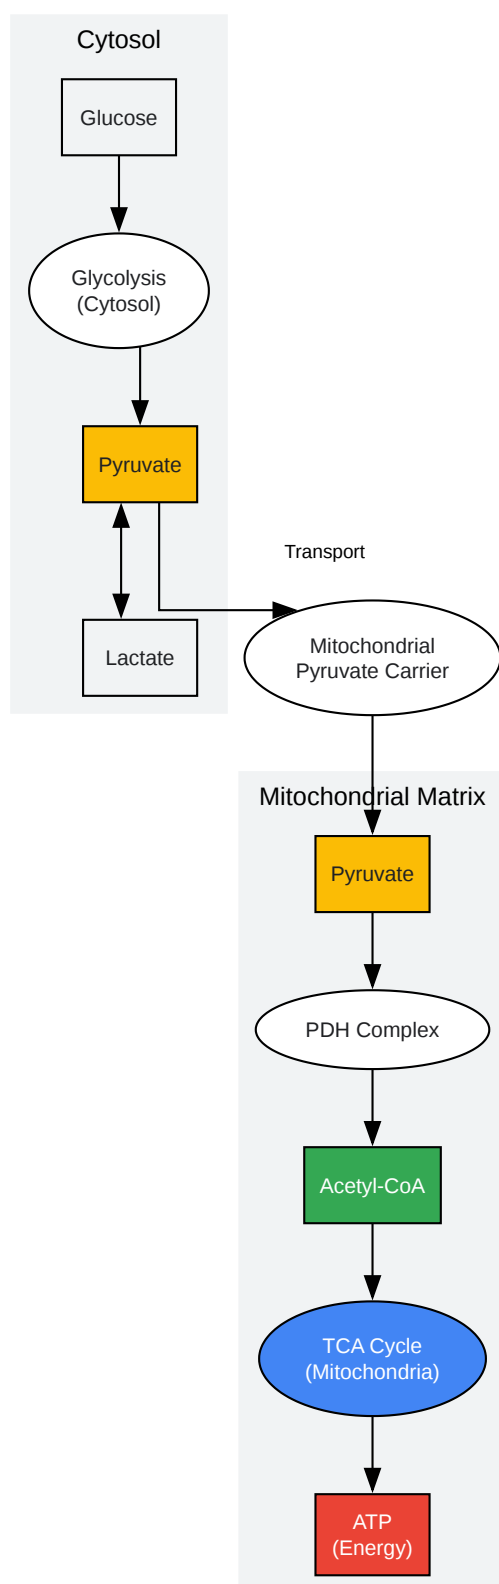 Cytosol
Glucose
Glycolysis
(Cytosol)
Pyruvate
Transport
Lactate
Mitochondrial
Pyruvate Carrier
Mitochondrial Matrix
Pyruvate
PDH Complex
Acetyl-CoA
TCA Cycle
(Mitochondria)
ATP
(Energy)